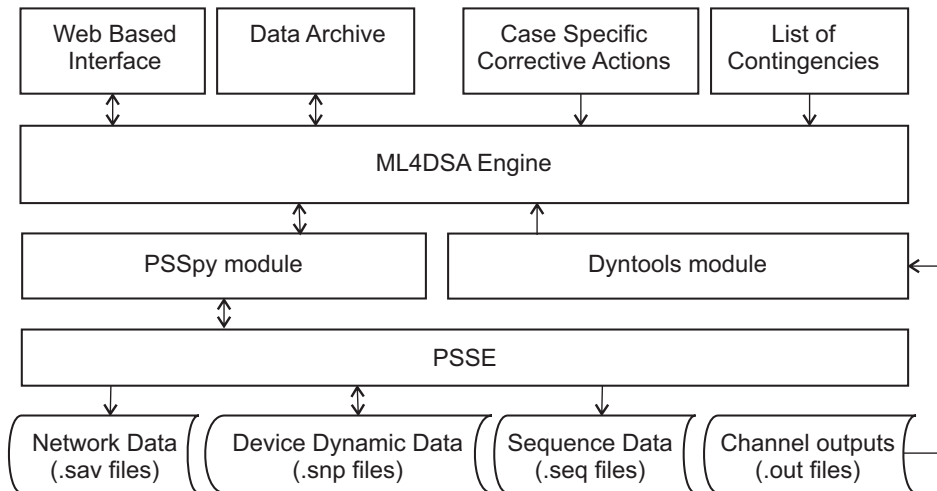 Web Based
Interface
Data Archive
Case Specific
Corrective Actions
List of
Contingencies
ML4DSA Engine
PSSpy module
Dyntools module
PSSE
Network Data
(.sav files)
Device Dynamic Data
(.snp files)
Sequence Data
(.seq files)
Channel outputs
(.out files)